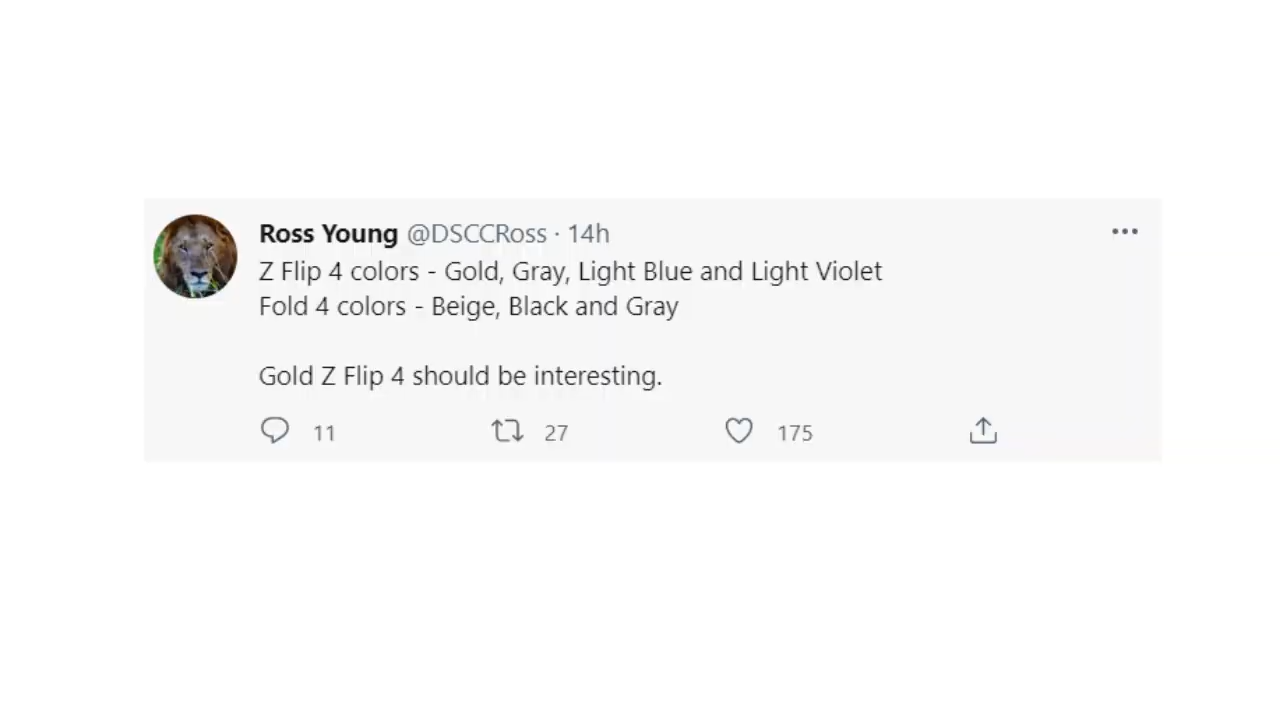 Ross Young @DSCCRoss · 14h
Z Flip 4 colors - Gold, Gray, Light Blue and Light Violet
Fold 4 colors - Beige, Black and Gray
Gold Z Flip 4 should be interesting.
11 27 175